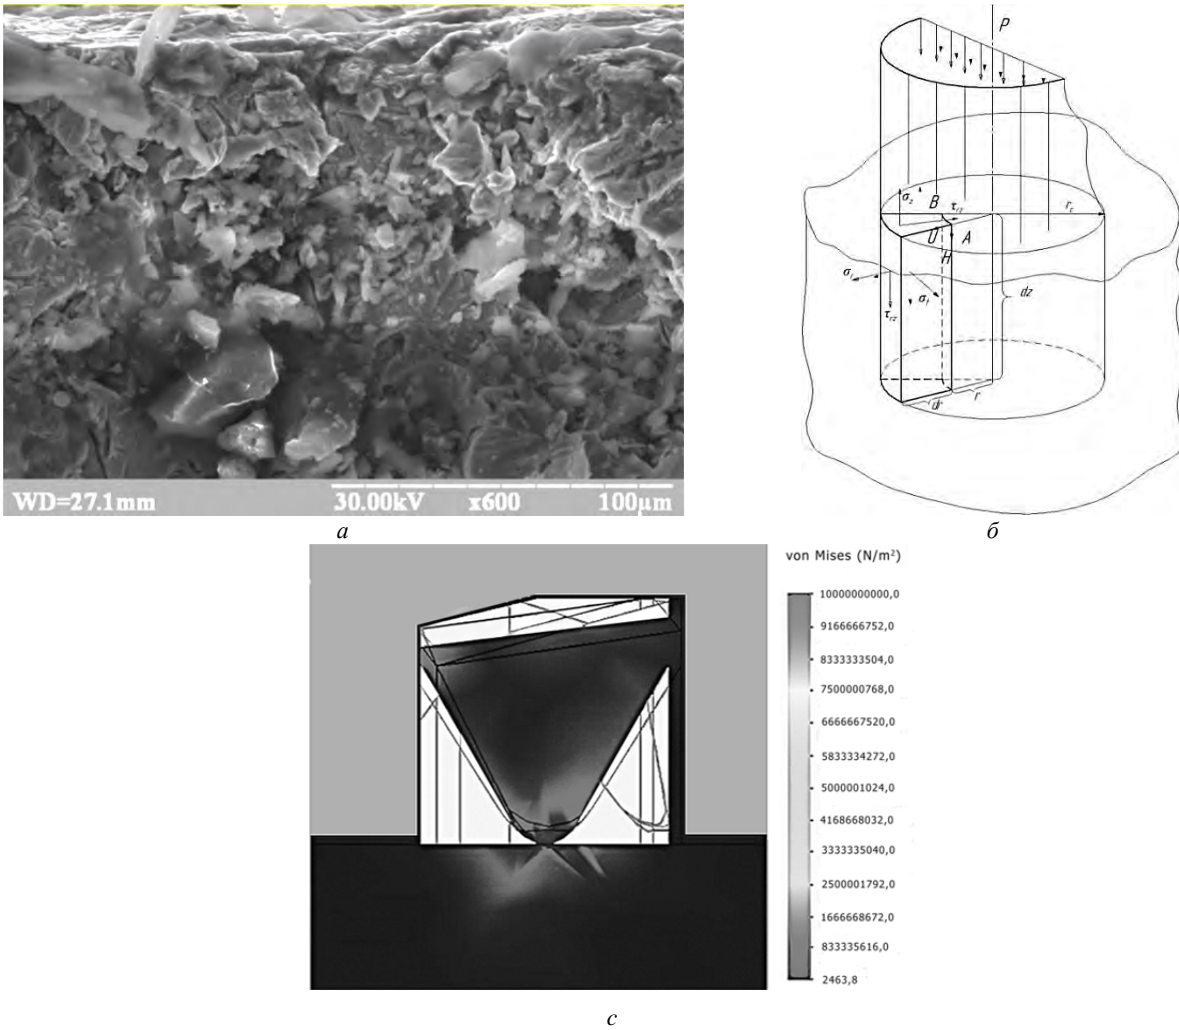 WD=27.1mm 30.00kV x600 100µm
а
P
σz
B
τrz
rc
O
A
H
σr
dz
σt
τrz
r
dr
б
von Mises (N/m²)
10000000000,0
9166666752,0
8333333504,0
7500000768,0
6666667520,0
5833334272,0
5000001024,0
4168668032,0
3333335040,0
2500001792,0
1666668672,0
833335616,0
2463,8
с